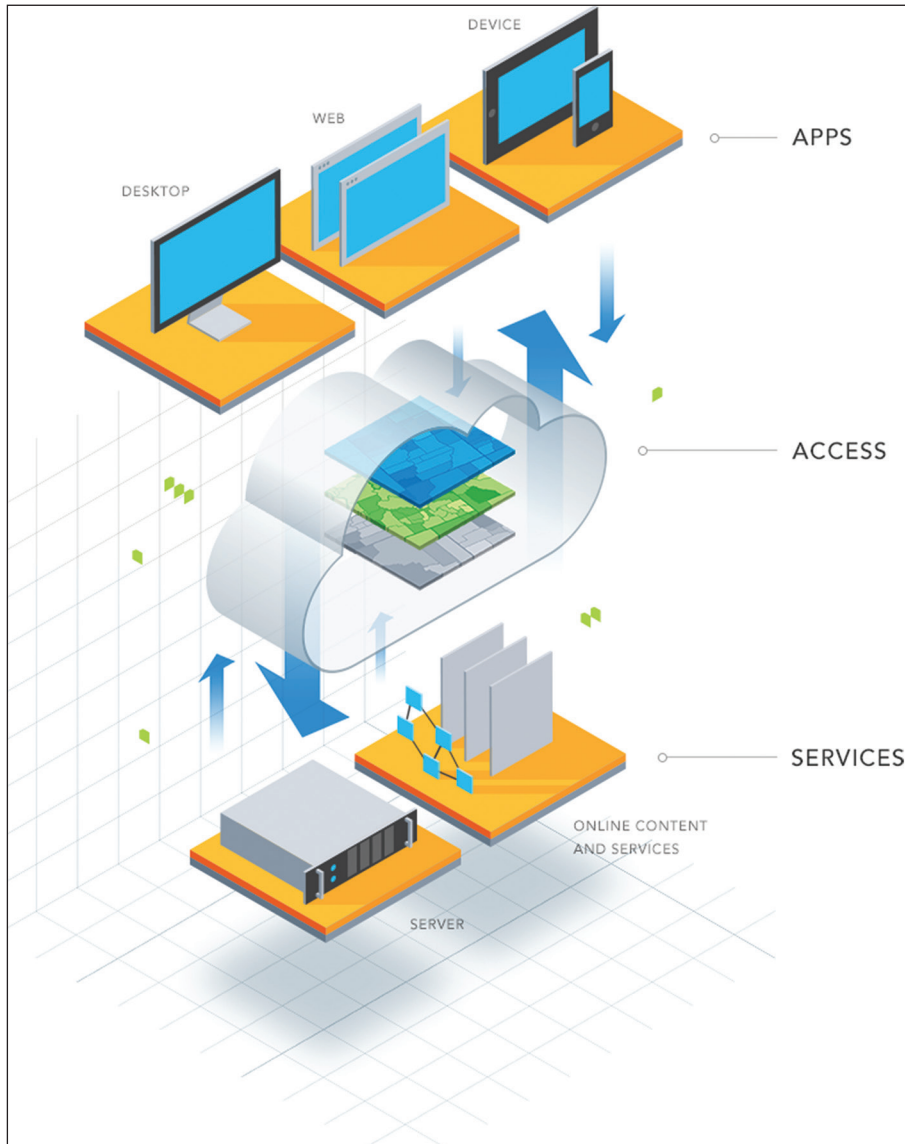 DEVICE
WEB
APPS
DESKTOP
ACCESS
SERVICES
ONLINE CONTENT
AND SERVICES
SERVER